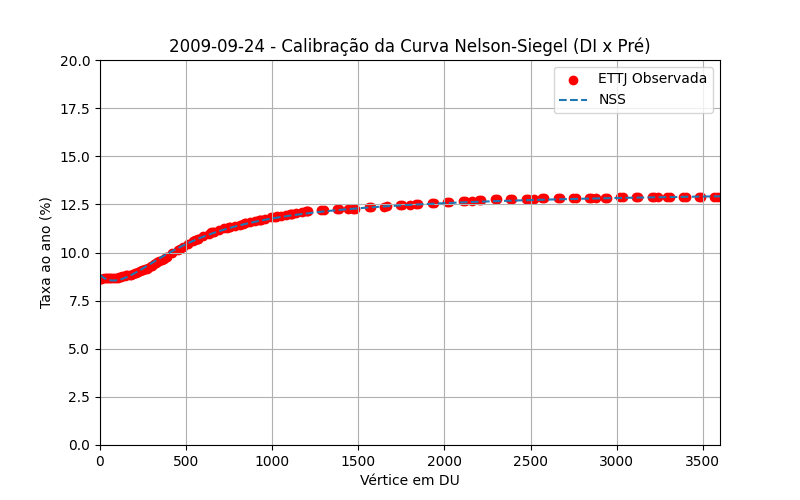 2009-09-24 - Calibração da Curva Nelson-Siegel (DI x Pré)
ETTJ Observada
NSS
Taxa ao ano (%)
20.0
17.5
15.0
12.5
10.0
7.5
5.0
2.5
0.0
0 500 1000 1500 2000 2500 3000 3500
Vértice em DU